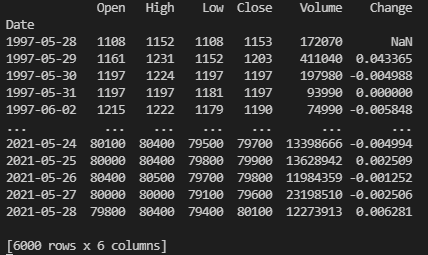 Open High Low Close Volume Change
Date
1997-05-28 1108 1152 1108 1153 172070 NaN
1997-05-29 1161 1231 1152 1203 411040 0.043365
1997-05-30 1197 1224 1197 1197 197980 -0.004988
1997-05-31 1197 1197 1181 1197 93990 0.000000
1997-06-02 1215 1222 1179 1190 74990 -0.005848
... ... ... ... ... ... ...
2021-05-24 80100 80400 79500 79700 13398666 -0.004994
2021-05-25 80000 80400 79800 79900 13628942 0.002509
2021-05-26 80400 80500 79700 79800 11984359 -0.001252
2021-05-27 80000 80000 79100 79600 23198510 -0.002506
2021-05-28 79800 80400 79400 80100 12273913 0.006281
[6000 rows x 6 columns]